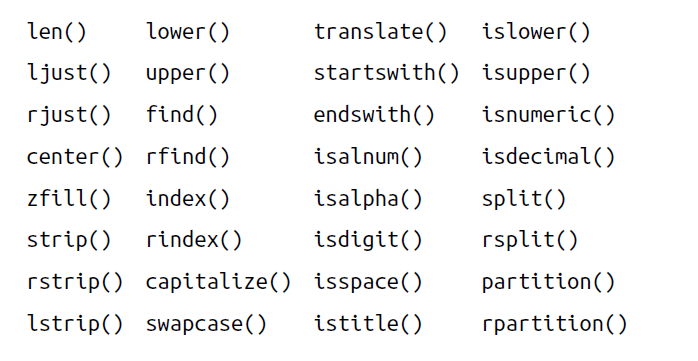 len() lower() translate() islower()
ljust() upper() startswith() isupper()
rjust() find() endswith() isnumeric()
center() rfind() isalnum() isdecimal()
zfill() index() isalpha() split()
strip() rindex() isdigit() rsplit()
rstrip() capitalize() isspace() partition()
lstrip() swapcase() istitle() rpartition()